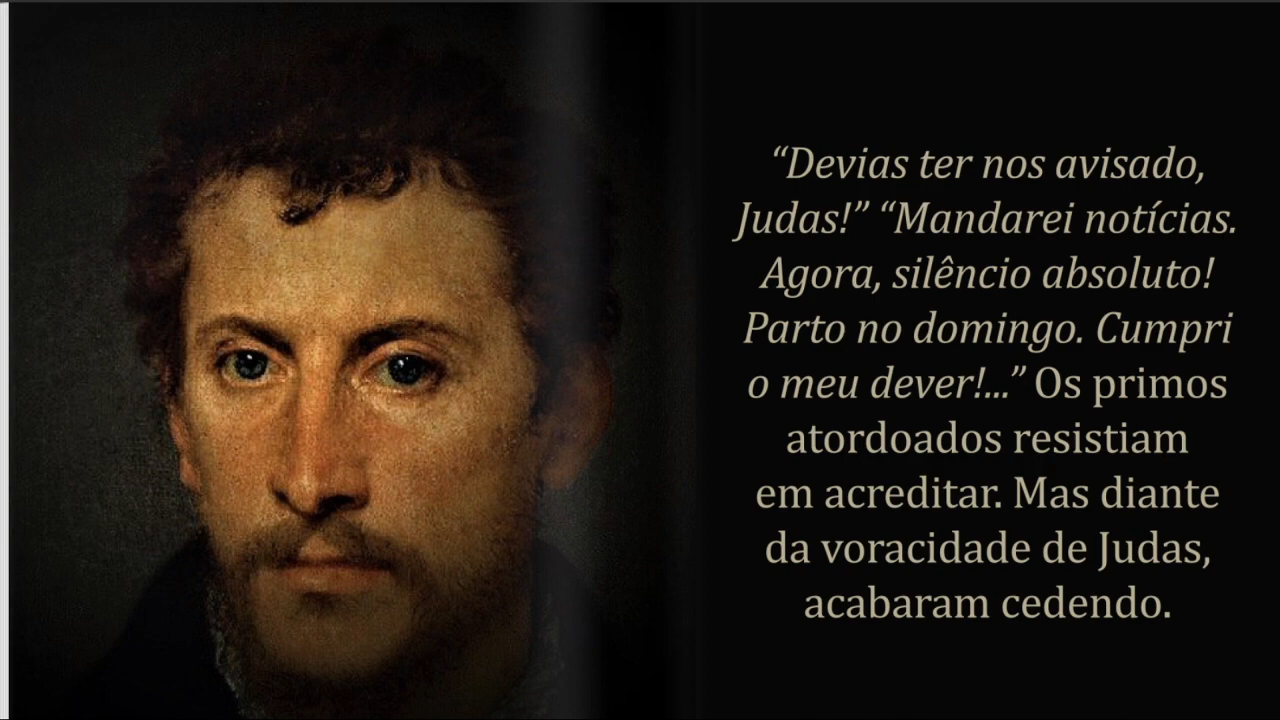 “Devias ter nos avisado,
Judas!” “Mandarei notícias.
Agora, silêncio absoluto!
Parto no domingo. Cumpri
o meu dever!...” Os primos
atordoados resistiam
em acreditar. Mas diante
da voracidade de Judas,
acabaram cedendo.